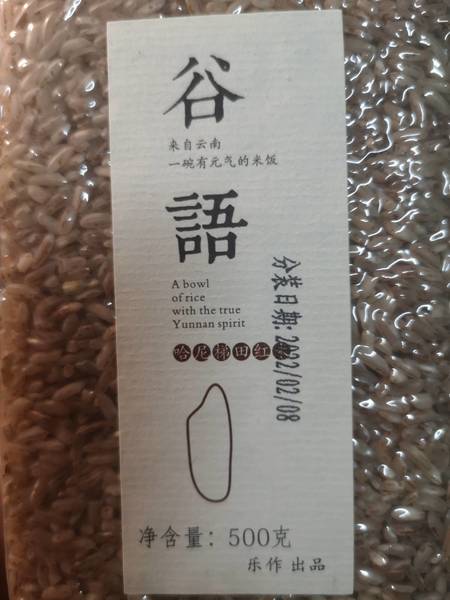 谷
来自云南
一碗有元气的米饭
語
A bowl
of rice
with the true
Yunnan spirit
哈尼梯田红
分装日期:2022/02/08
净含量：500克
乐作 出品